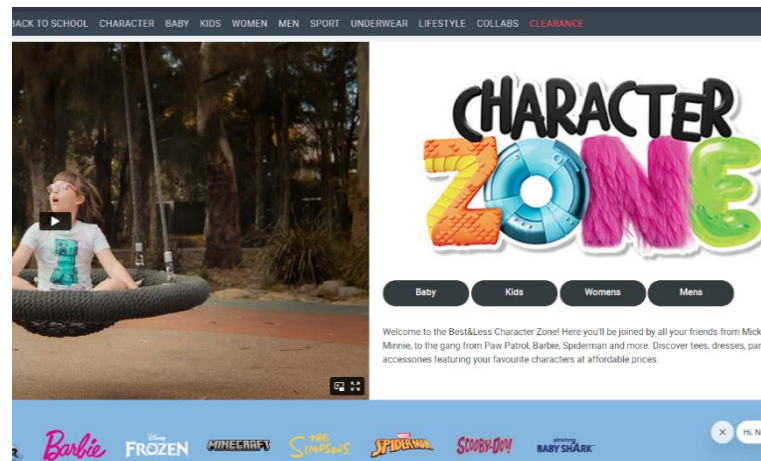 BACK TO SCHOOL CHARACTER BABY KIDS WOMEN MEN SPORT UNDERWEAR LIFESTYLE COLLABS CLEARANCE
CHARACTER
ZONE
Baby Kids Womens Mens
Welcome to the Best&Less Character Zone! Here you'll be joined by all your friends from Mick
Minnie, to the gang from Paw Patrol, Barbie, Spiderman and more. Discover tees, dresses, par
accessories featuring your favourite characters at affordable prices.
Barbie Disney FROZEN MINECRAFT THE SIMPSONS MARVEL SPIDER-MAN SCOOBY-DOO! pinkfong BABY SHARK
Hi, N